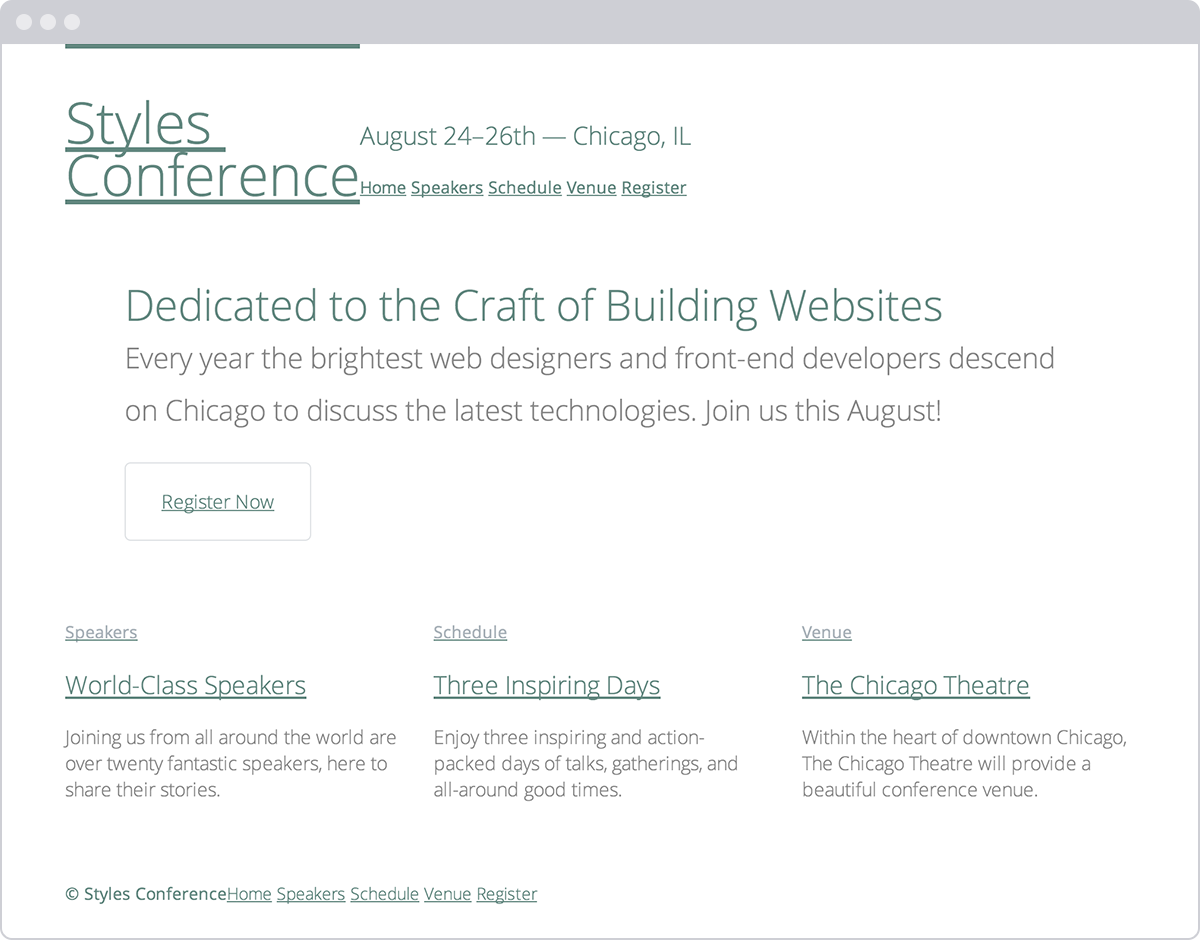 Styles
Conference
August 24–26th — Chicago, IL
Home Speakers Schedule Venue Register
Dedicated to the Craft of Building Websites
Every year the brightest web designers and front-end developers descend
on Chicago to discuss the latest technologies. Join us this August!
Register Now
Speakers
World-Class Speakers
Joining us from all around the world are
over twenty fantastic speakers, here to
share their stories.
Schedule
Three Inspiring Days
Enjoy three inspiring and action-
packed days of talks, gatherings, and
all-around good times.
Venue
The Chicago Theatre
Within the heart of downtown Chicago,
The Chicago Theatre will provide a
beautiful conference venue.
© Styles ConferenceHome Speakers Schedule Venue Register